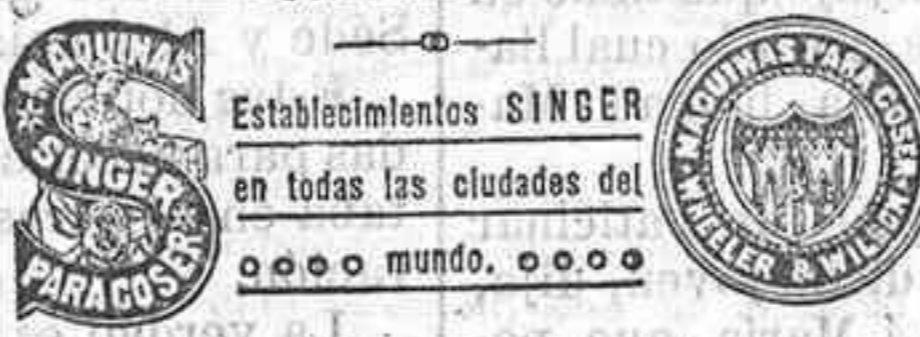 MAQUINAS
SINGER
PARA COSER
Establecimientos SINGER
en todas las ciudades del
mundo.
MAQUINAS PARA COSER
WHEELER & WILSON